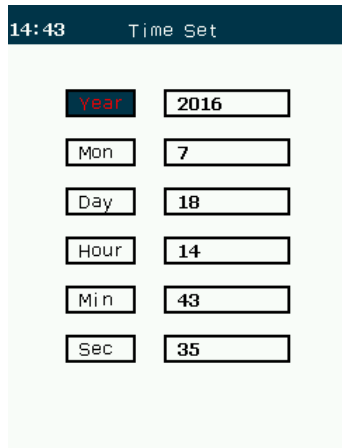 14:43 Time Set
Year 2016
Mon 7
Day 18
Hour 14
Min 43
Sec 35